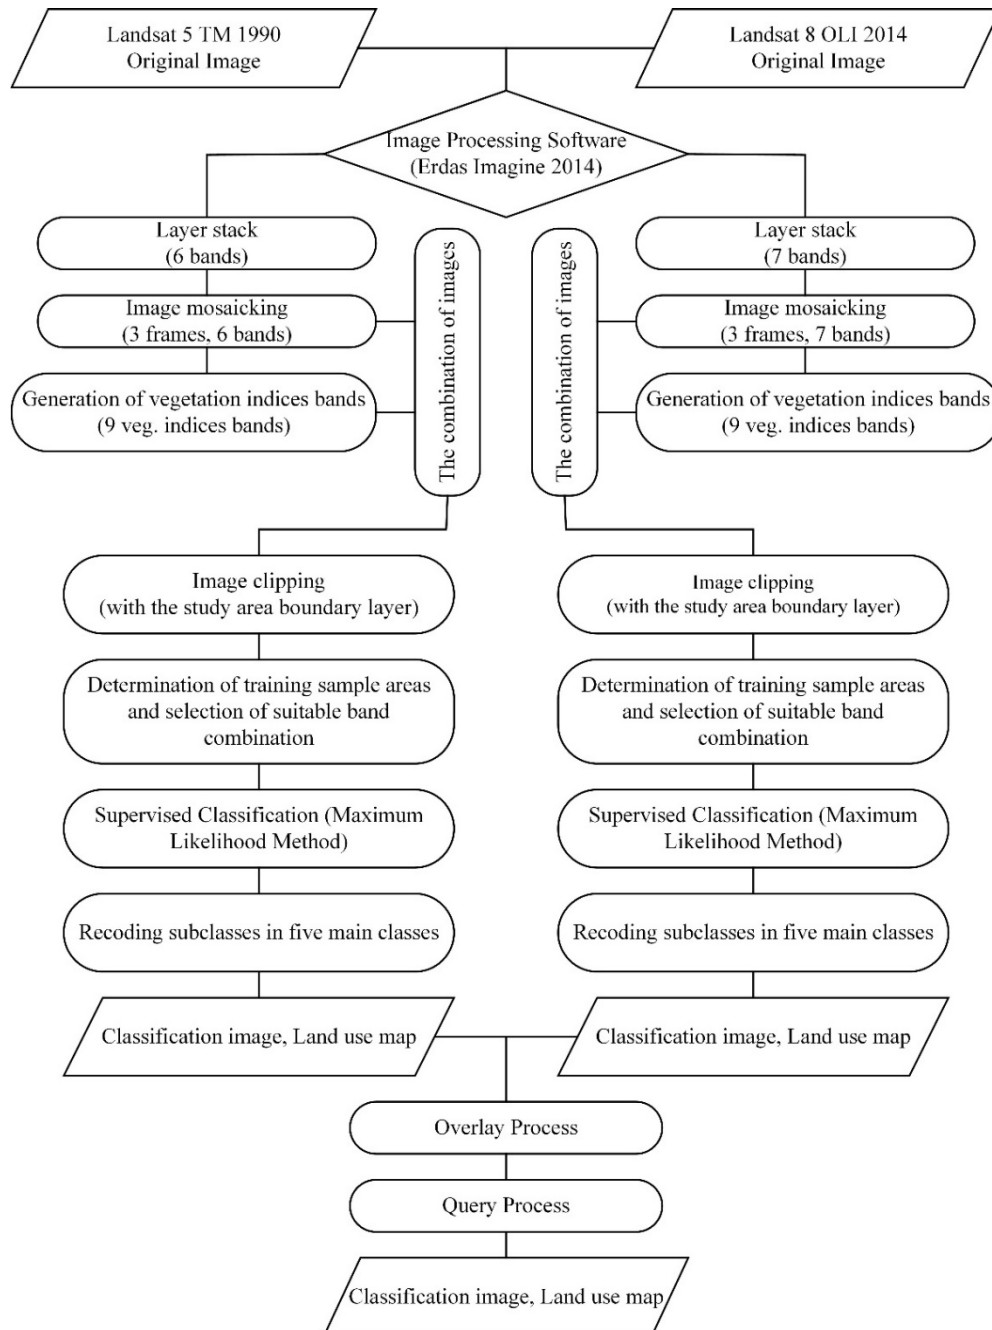 Landsat 5 TM 1990
Original Image
Landsat 8 OLI 2014
Original Image
Image Processing Software
(Erdas Imagine 2014)
Layer stack
(6 bands)
Image mosaicking
(3 frames, 6 bands)
Generation of vegetation indices bands
(9 veg. indices bands)
The combination of images
The combination of images
Layer stack
(7 bands)
Image mosaicking
(3 frames, 7 bands)
Generation of vegetation indices bands
(9 veg. indices bands)
Image clipping
(with the study area boundary layer)
Determination of training sample areas
and selection of suitable band
combination
Supervised Classification (Maximum
Likelihood Method)
Recoding subclasses in five main classes
Classification image, Land use map
Image clipping
(with the study area boundary layer)
Determination of training sample areas
and selection of suitable band
combination
Supervised Classification (Maximum
Likelihood Method)
Recoding subclasses in five main classes
Classification image, Land use map
Overlay Process
Query Process
Classification image, Land use map